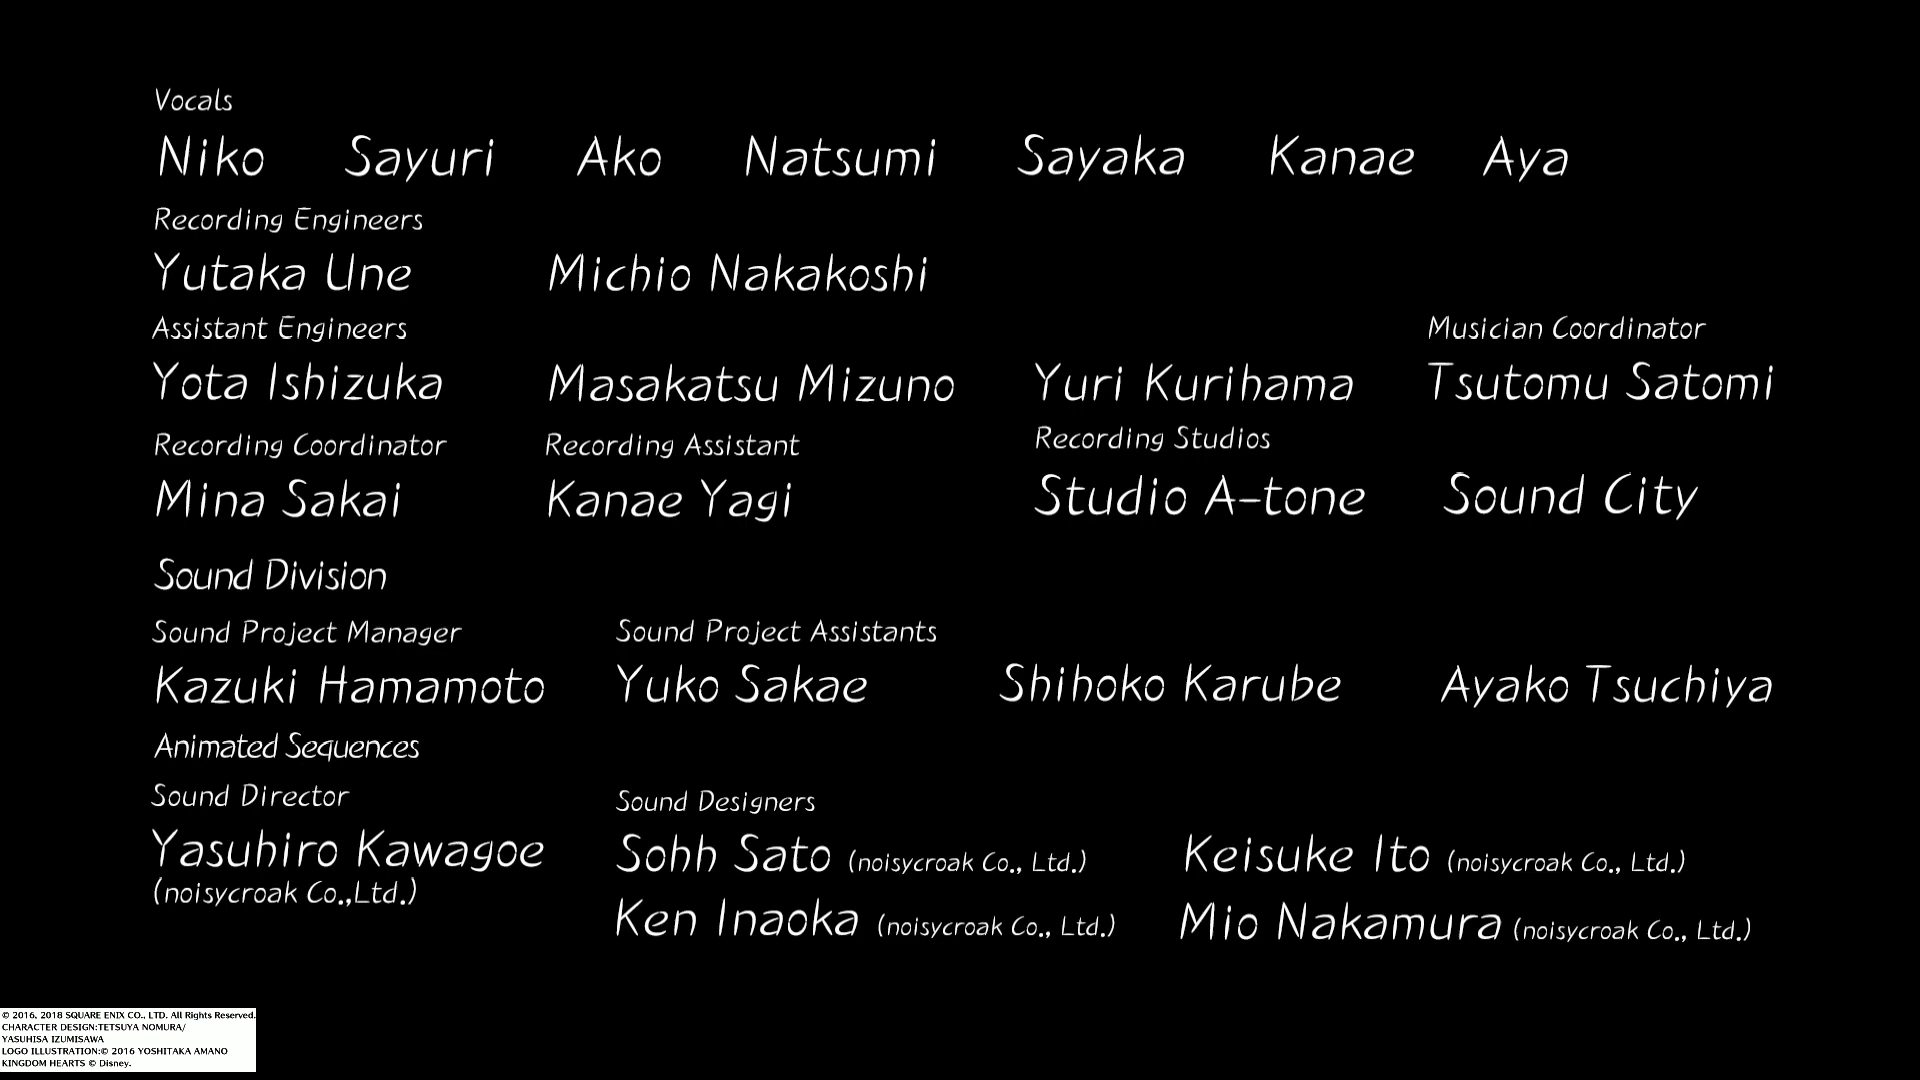 Vocals
Niko Sayuri Ako Natsumi Sayaka Kanae Aya
Recording Engineers
Yutaka Une Michio Nakakoshi
Assistant Engineers Musician Coordinator
Yota Ishizuka Masakatsu Mizuno Yuri Kurihama Tsutomu Satomi
Recording Coordinator Recording Assistant Recording Studios
Mina Sakai Kanae Yagi Studio A-tone Sound City
Sound Division
Sound Project Manager Sound Project Assistants
Kazuki Hamamoto Yuko Sakae Shihoko Karube Ayako Tsuchiya
Animated Sequences
Sound Director Sound Designers
Yasuhiro Kawagoe Sohh Sato (noisycroak Co., Ltd.) Keisuke Ito (noisycroak Co., Ltd.)
(noisycroak Co.,Ltd.)
Ken Inaoka (noisycroak Co., Ltd.) Mio Nakamura (noisycroak Co., Ltd.)
© 2016, 2018 SQUARE ENIX CO., LTD. All Rights Reserved.
CHARACTER DESIGN:TETSUYA NOMURA/
YASUHISA IZUMISAWA
LOGO ILLUSTRATION:© 2016 YOSHITAKA AMANO
KINGDOM HEARTS © Disney.